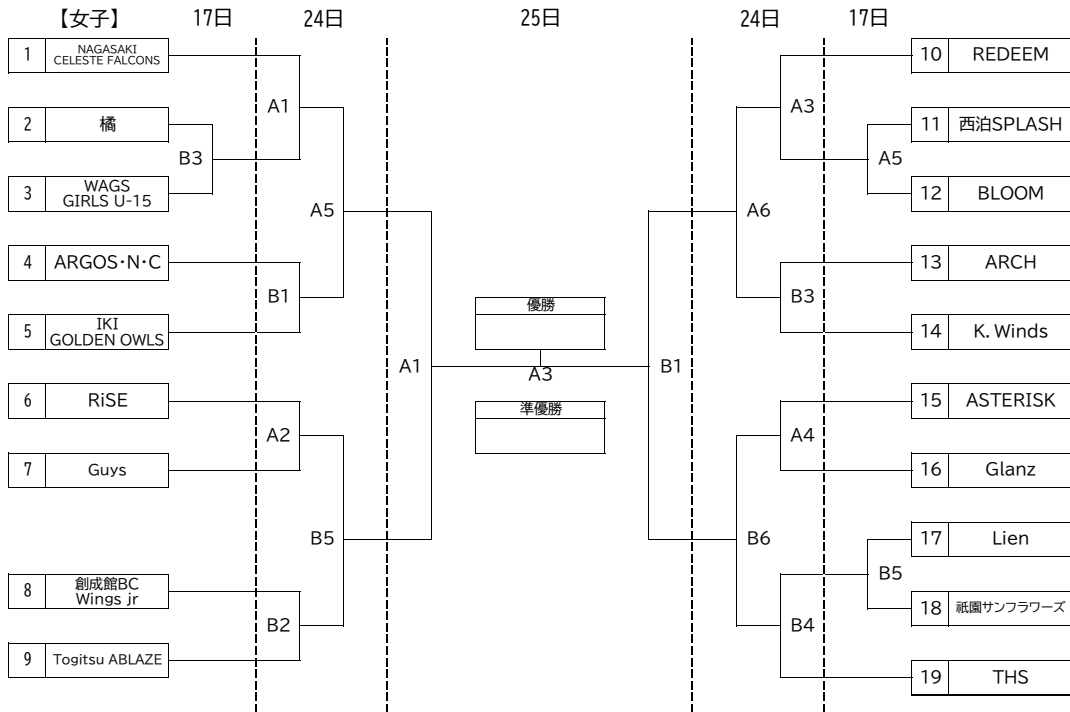 【女子】 17日 24日 25日 24日 17日
1 NAGASAKI
CELESTE FALCONS
2 橘
3 WAGS
GIRLS U-15
4 ARGOS・N・C
5 IKI
GOLDEN OWLS
6 RiSE
7 Guys
8 創成館BC
Wings jr
9 Togitsu ABLAZE
B3
A1
B1
A2
B2
A5
B5
A1
優勝
A3
準優勝
B1
A6
B6
A3
B3
A4
B4
A5
B5
10 REDEEM
11 西泊SPLASH
12 BLOOM
13 ARCH
14 K. Winds
15 ASTERISK
16 Glanz
17 Lien
18 祇園サンフラワーズ
19 THS